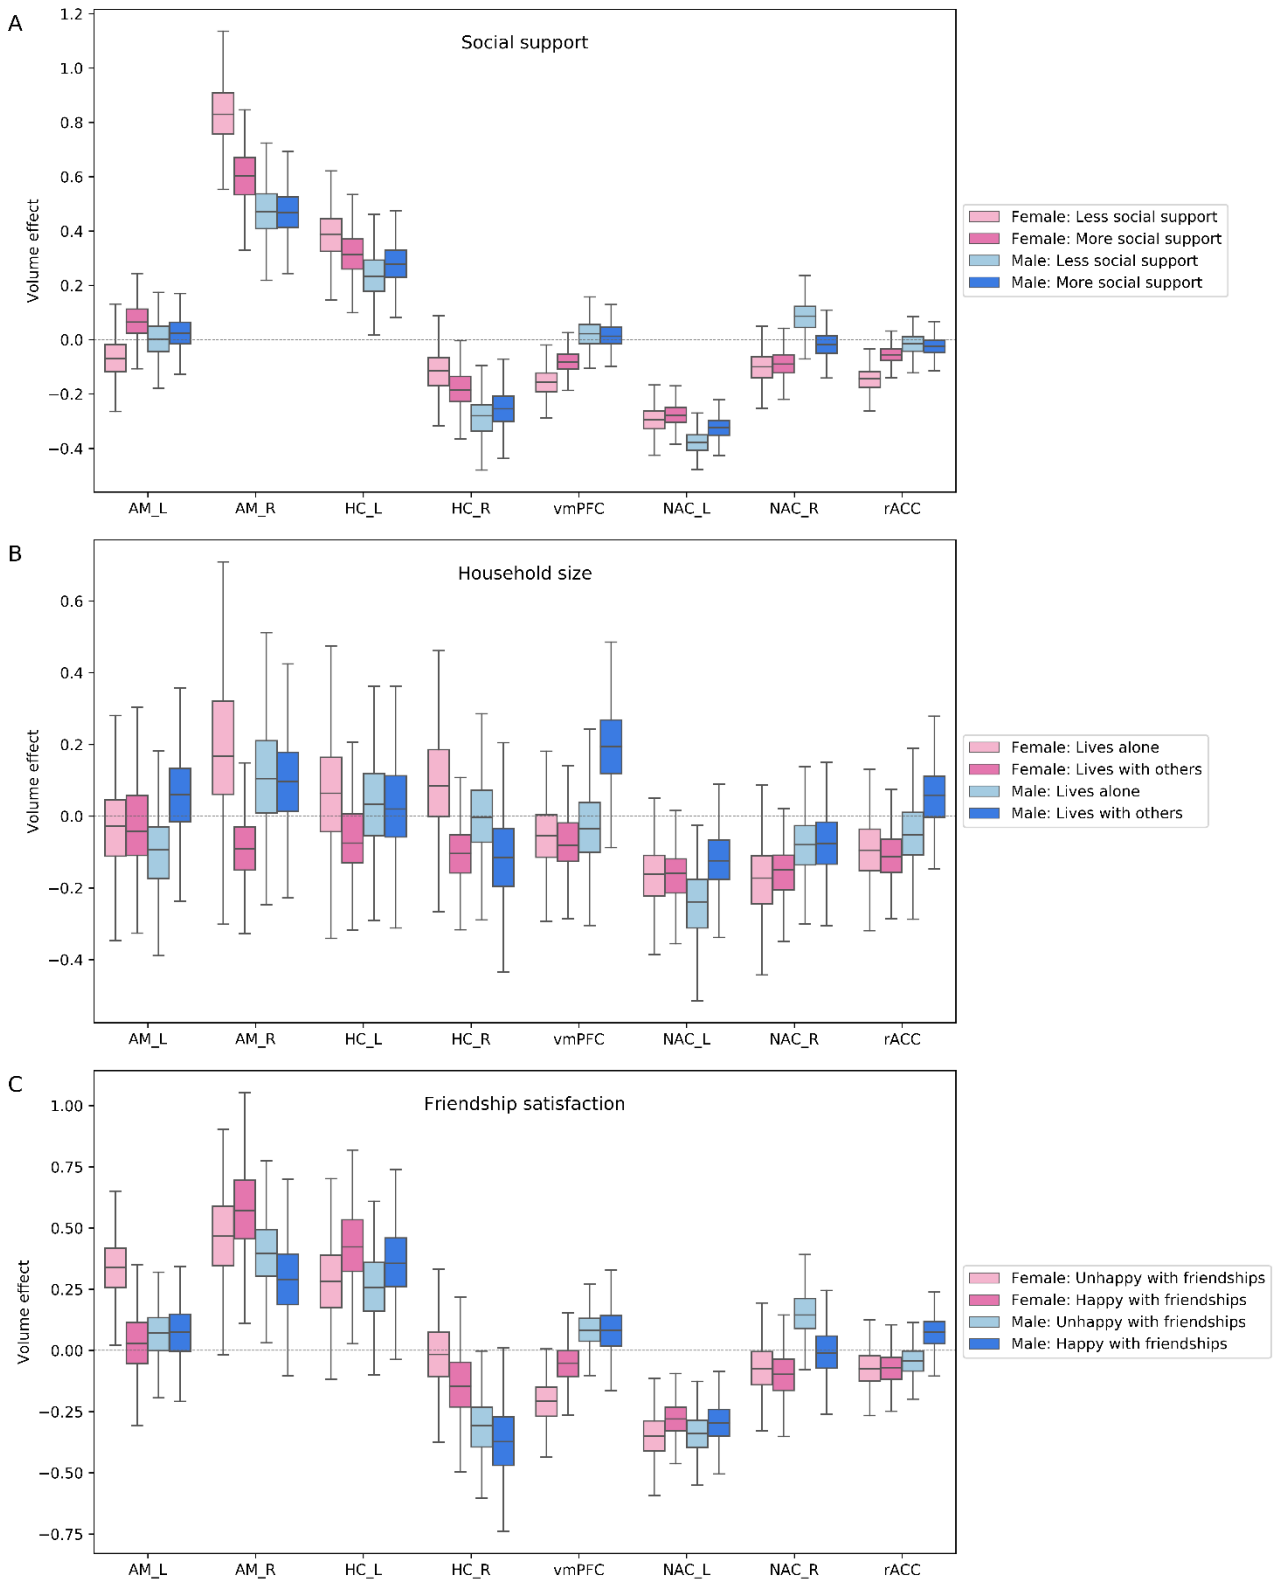 A
Social support
1.2
1.0
0.8
0.6
0.4
0.2
0.0
−0.2
−0.4
Volume effect
AM_L AM_R HC_L HC_R vmPFC NAC_L NAC_R rACC
Female: Less social support
Female: More social support
Male: Less social support
Male: More social support
B
Household size
0.6
0.4
0.2
0.0
−0.2
−0.4
Volume effect
AM_L AM_R HC_L HC_R vmPFC NAC_L NAC_R rACC
Female: Lives alone
Female: Lives with others
Male: Lives alone
Male: Lives with others
C
Friendship satisfaction
1.00
0.75
0.50
0.25
0.00
−0.25
−0.50
−0.75
Volume effect
AM_L AM_R HC_L HC_R vmPFC NAC_L NAC_R rACC
Female: Unhappy with friendships
Female: Happy with friendships
Male: Unhappy with friendships
Male: Happy with friendships